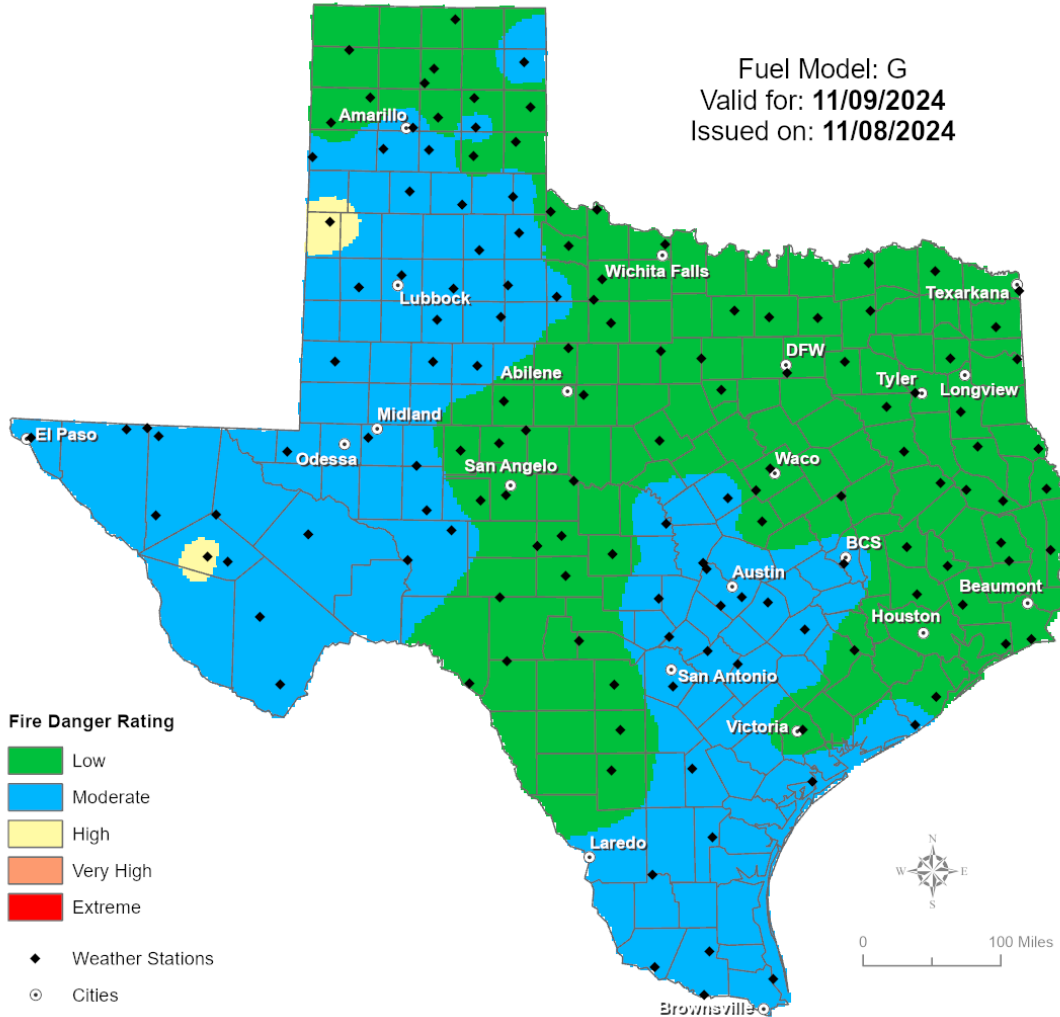 Fuel Model: G
Valid for: 11/09/2024
Issued on: 11/08/2024
Amarillo
Wichita Falls
Lubbock
Texarkana
DFW
Abilene
Tyler
Longview
Midland
El Paso
Odessa
San Angelo
Waco
BCS
Austin
Beaumont
Houston
San Antonio
Victoria
Laredo
Brownsville
Fire Danger Rating
Low
Moderate
High
Very High
Extreme
Weather Stations
Cities
N
W
E
S
0 100 Miles